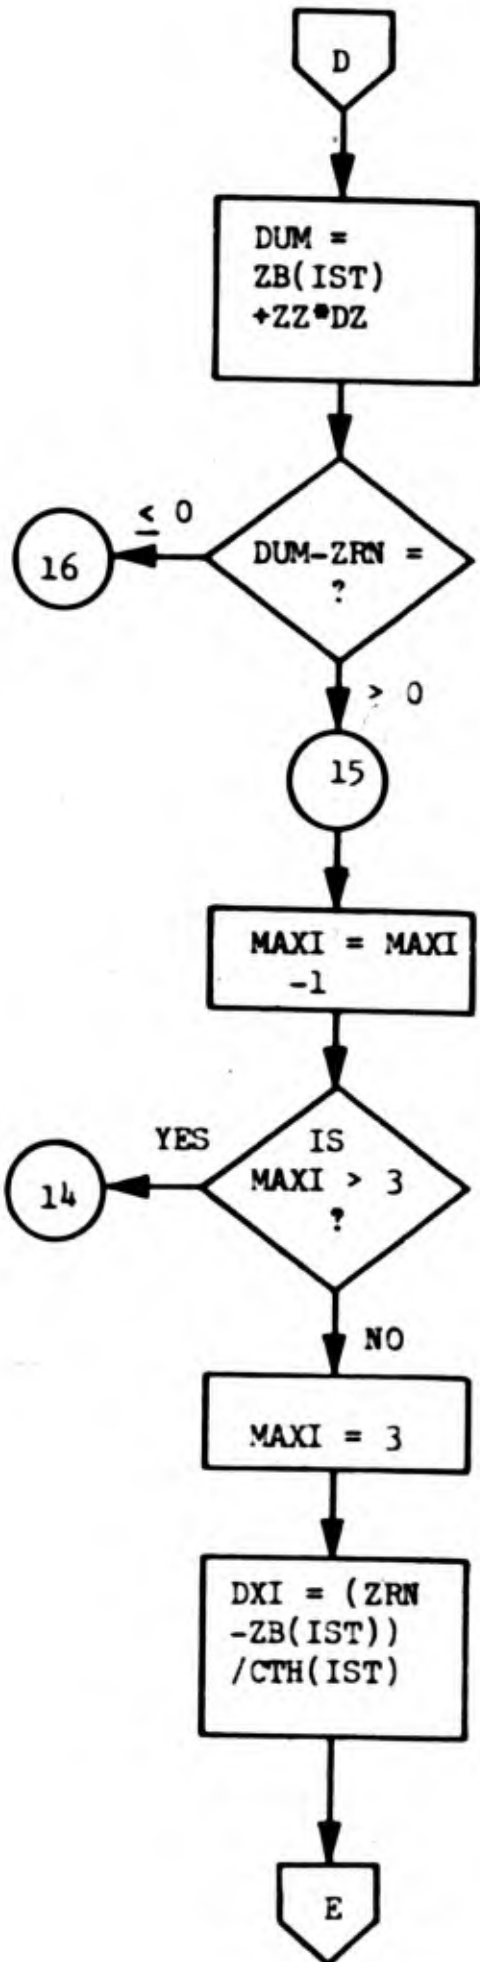 D
DUM =
ZB(IST)
+ZZ*DZ
≤ 0
16
DUM-ZRN =
?
> 0
15
MAXI = MAXI
-1
YES
IS
MAXI > 3
?
14
NO
MAXI = 3
DXI = (ZRN
-ZB(IST))
/CTH(IST)
E